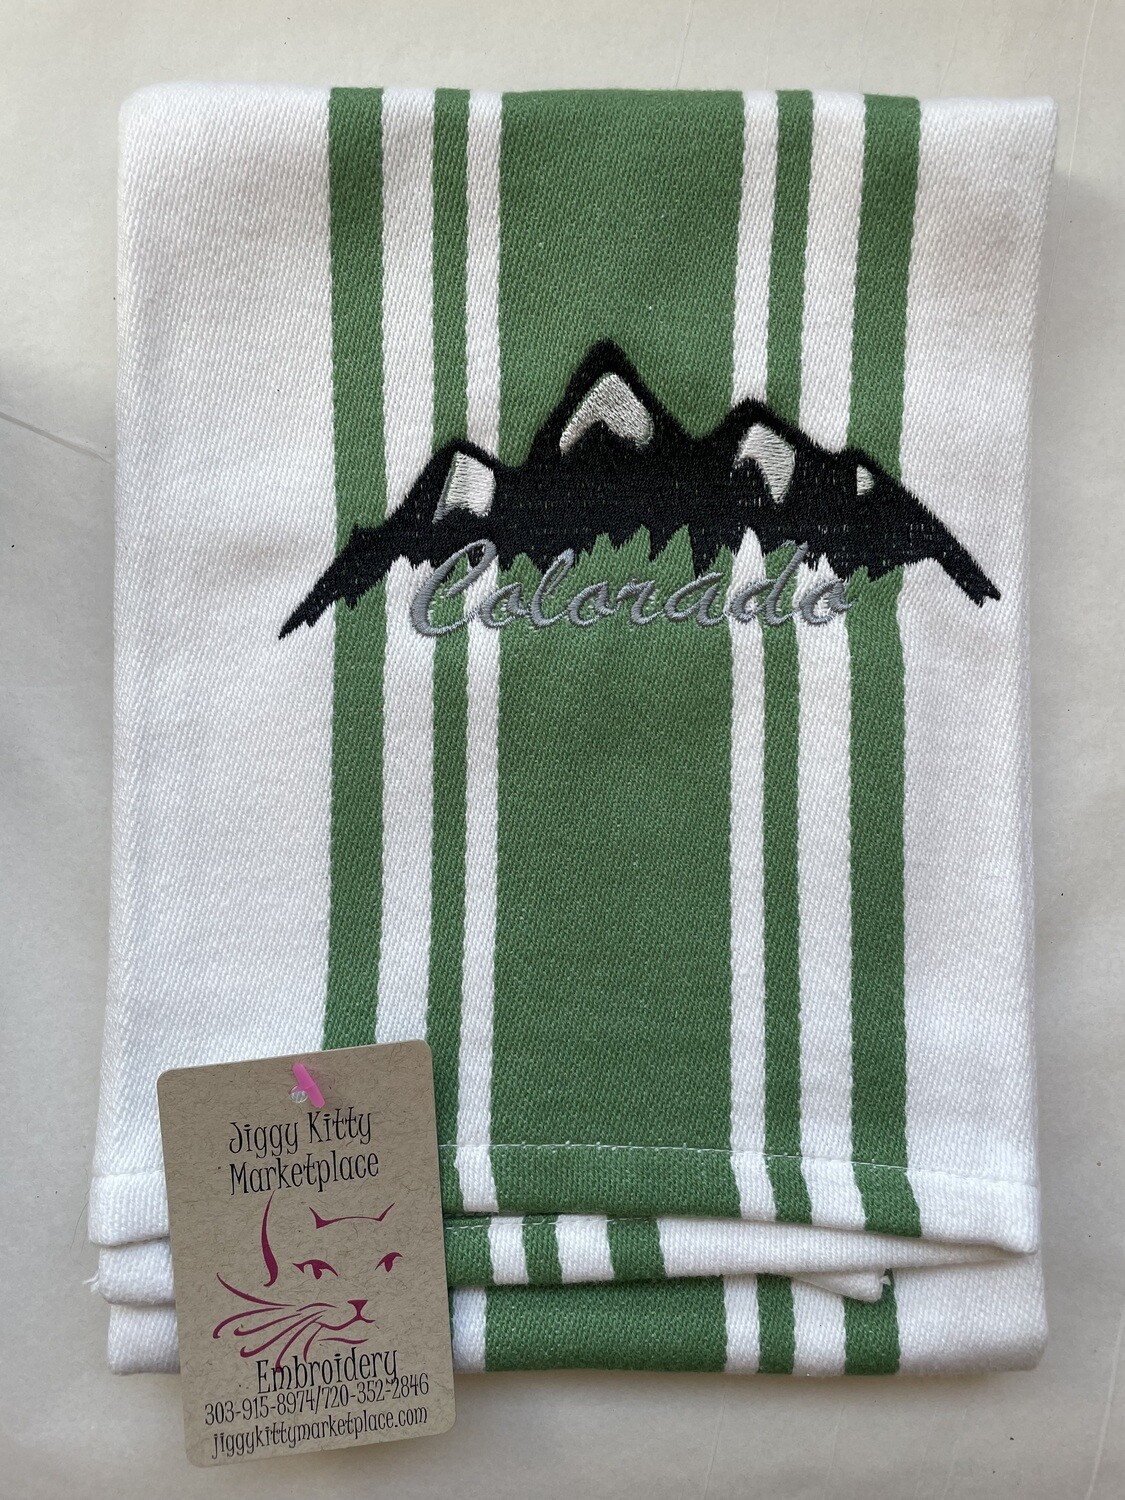 Colorado
Jiggy Kitty
Marketplace
Embroidery
303-915-8974/720-352-2846
jiggykittymarketplace.com